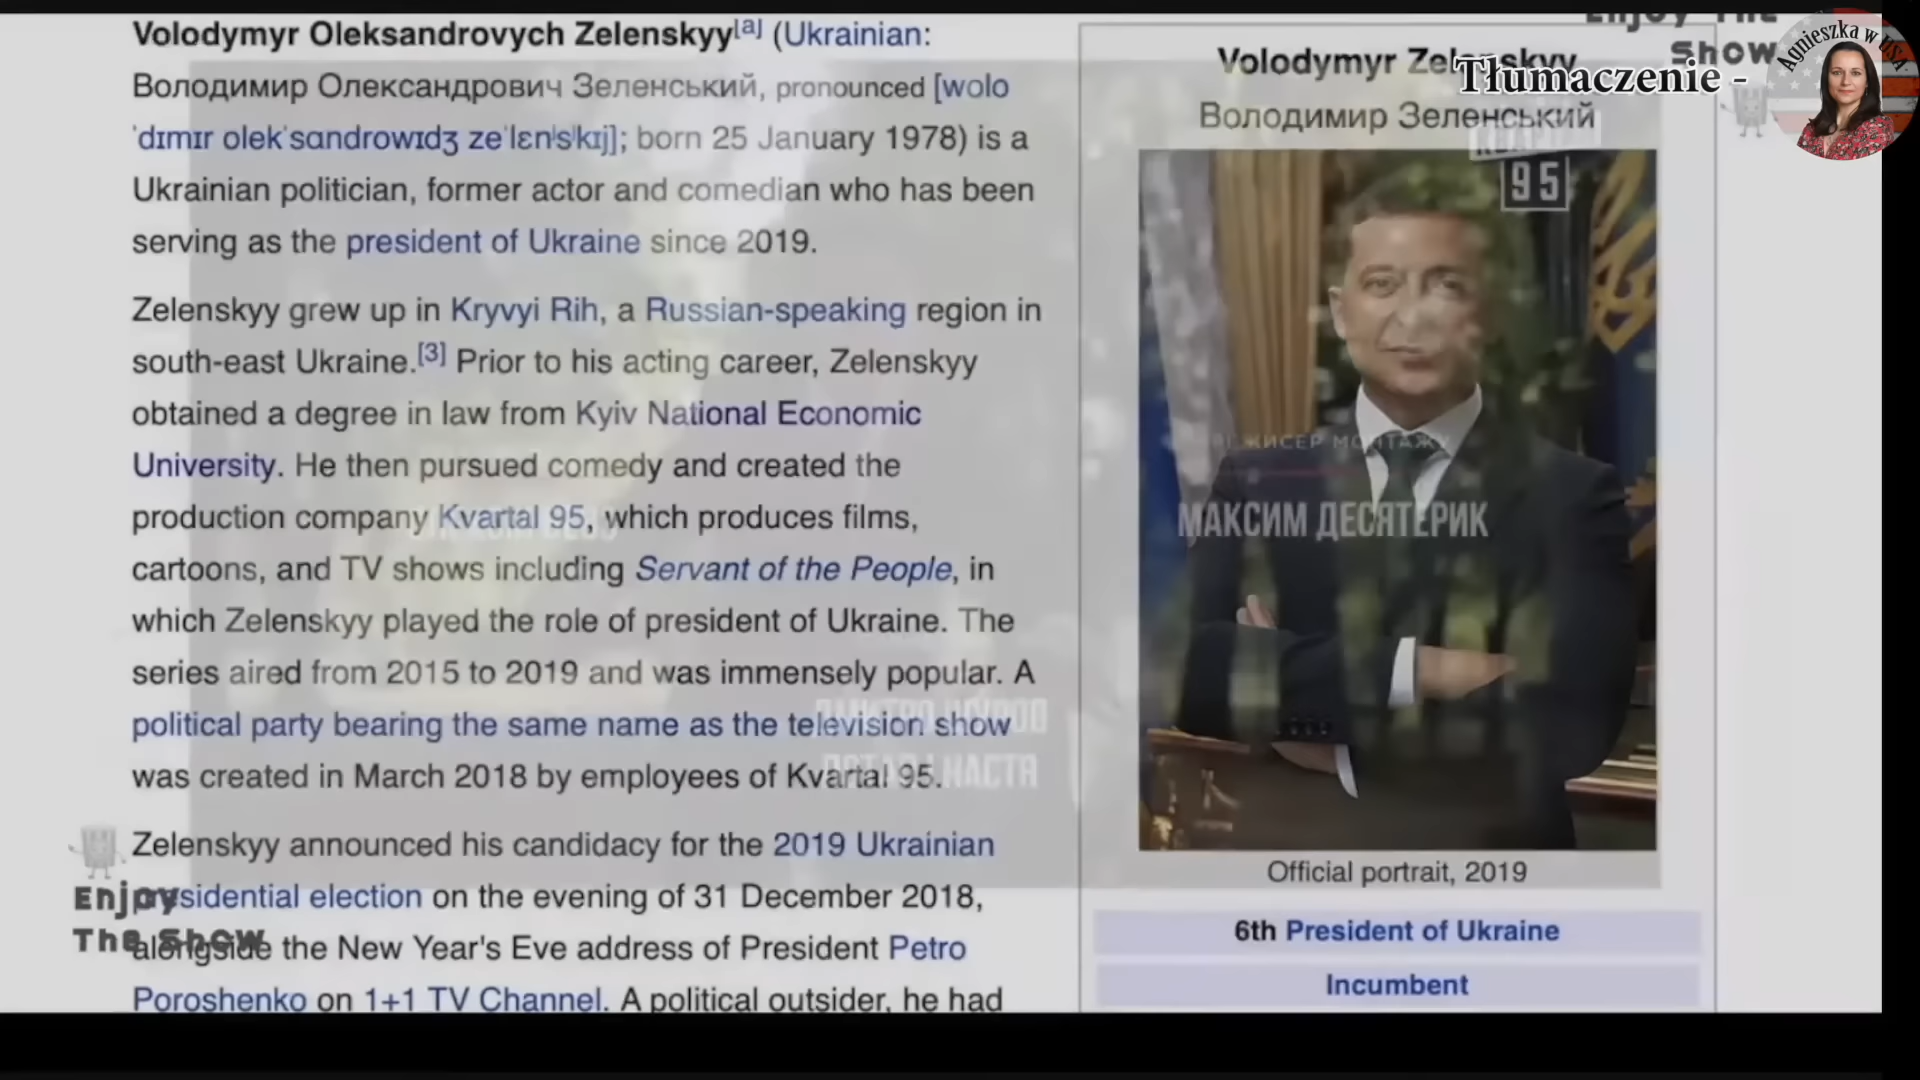 Volodymyr Oleksandrovych Zelenskyy[a] (Ukrainian:
Володимир Олександрович Зеленський, pronounced [wolo
ˈdɪmɪr olekˈsɑndrowɪdʒ zeˈlɛnʲsʲkɪj]; born 25 January 1978) is a
Ukrainian politician, former actor and comedian who has been
serving as the president of Ukraine since 2019.
Zelenskyy grew up in Kryvyi Rih, a Russian-speaking region in
south-east Ukraine.[3] Prior to his acting career, Zelenskyy
obtained a degree in law from Kyiv National Economic
University. He then pursued comedy and created the
production company Kvartal 95, which produces films,
cartoons, and TV shows including Servant of the People, in
which Zelenskyy played the role of president of Ukraine. The
series aired from 2015 to 2019 and was immensely popular. A
political party bearing the same name as the television show
was created in March 2018 by employees of Kvartal 95.
Zelenskyy announced his candidacy for the 2019 Ukrainian
presidential election on the evening of 31 December 2018,
alongside the New Year's Eve address of President Petro
Poroshenko on 1+1 TV Channel. A political outsider, he had
Enjoy
The Show
Enjoy The
Show
Volodymyr Zelenskyy
Володимир Зеленський
Tłumaczenie -
Agnieszka w USA
КВАРТАЛ
95
РЕЖИСЕР МОНТАЖУ
МАКСИМ ДЕСЯТЕРИК
Official portrait, 2019
6th President of Ukraine
Incumbent